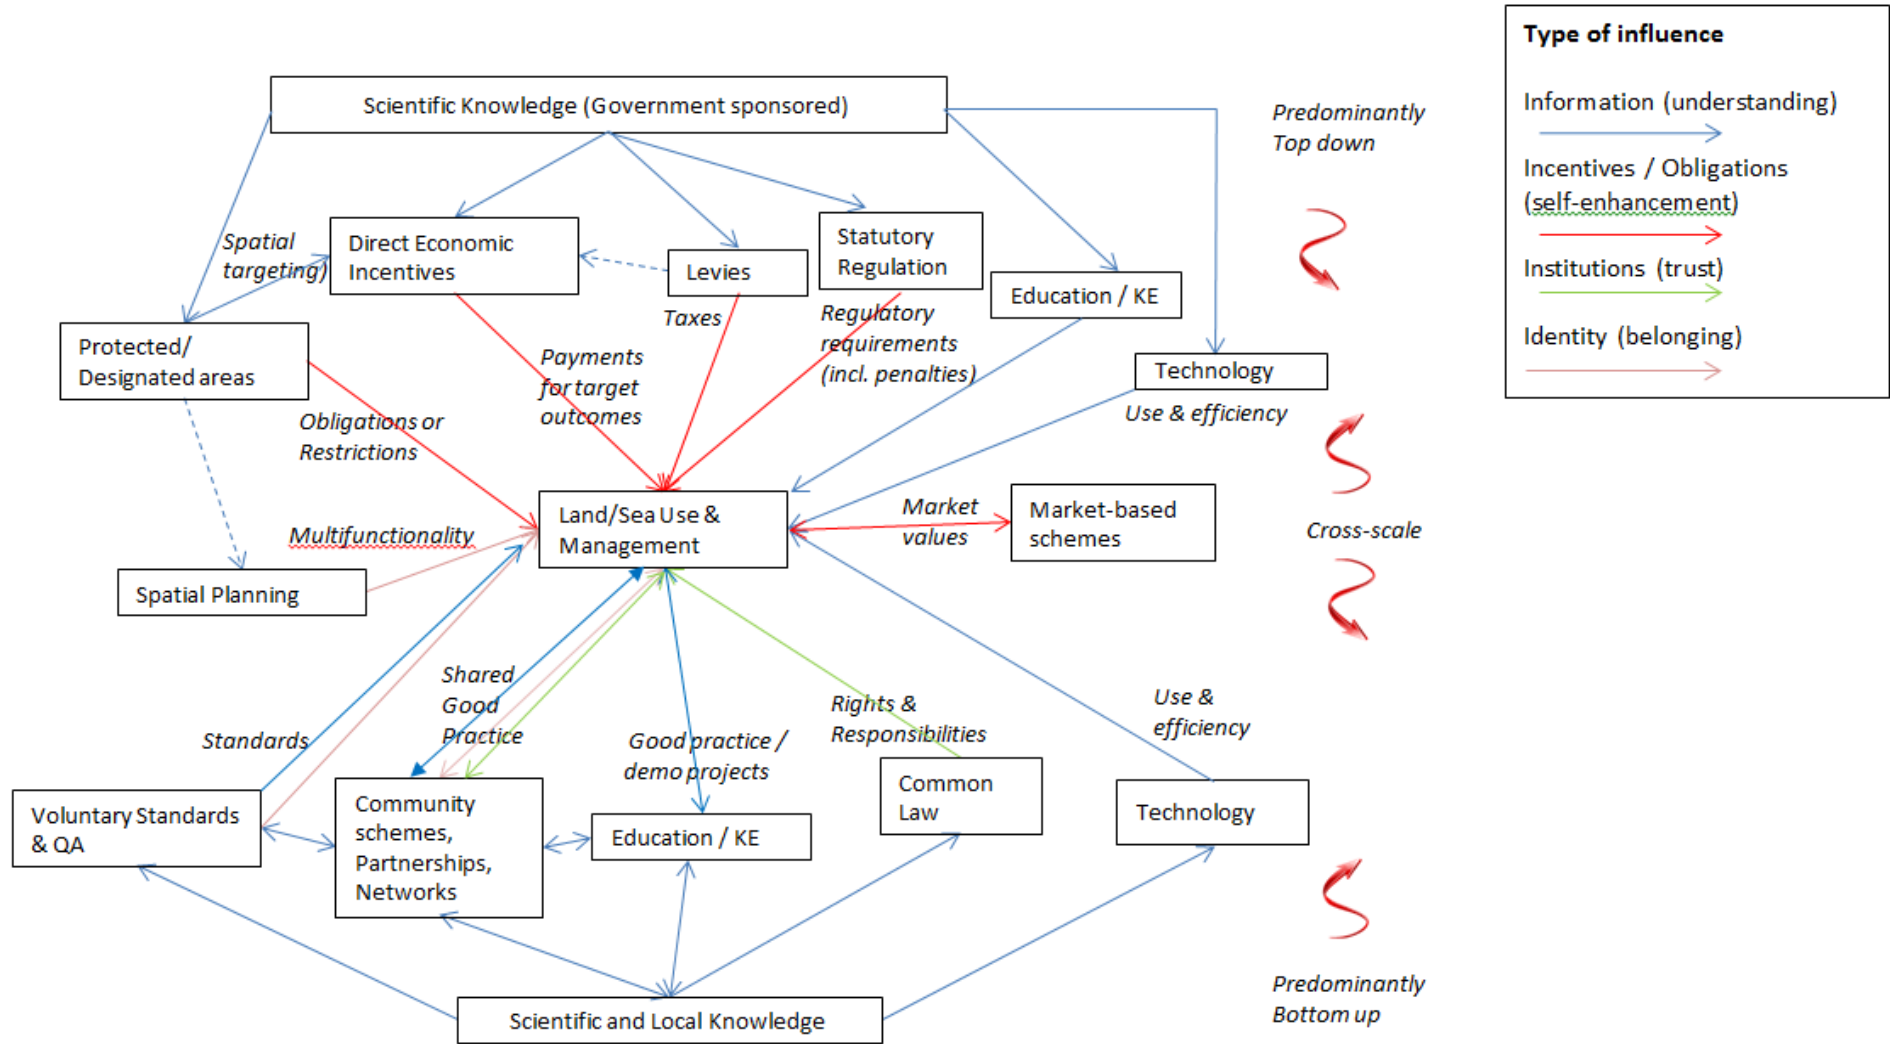 Type of influence
Information (understanding)
Incentives / Obligations
(self-enhancement)
Institutions (trust)
Identity (belonging)
Scientific Knowledge (Government sponsored)
Predominantly
Top down
Spatial
targeting)
Direct Economic
Incentives
Levies
Statutory
Regulation
Education / KE
Taxes
Regulatory
requirements
(incl. penalties)
Protected/
Designated areas
Payments
for target
outcomes
Technology
Use & efficiency
Obligations or
Restrictions
Multifunctionality
Land/Sea Use &
Management
Market
values
Market-based
schemes
Cross-scale
Spatial Planning
Shared
Good
Practice
Standards
Good practice /
demo projects
Rights &
Responsibilities
Use &
efficiency
Voluntary Standards
& QA
Community
schemes,
Partnerships,
Networks
Education / KE
Common
Law
Technology
Scientific and Local Knowledge
Predominantly
Bottom up